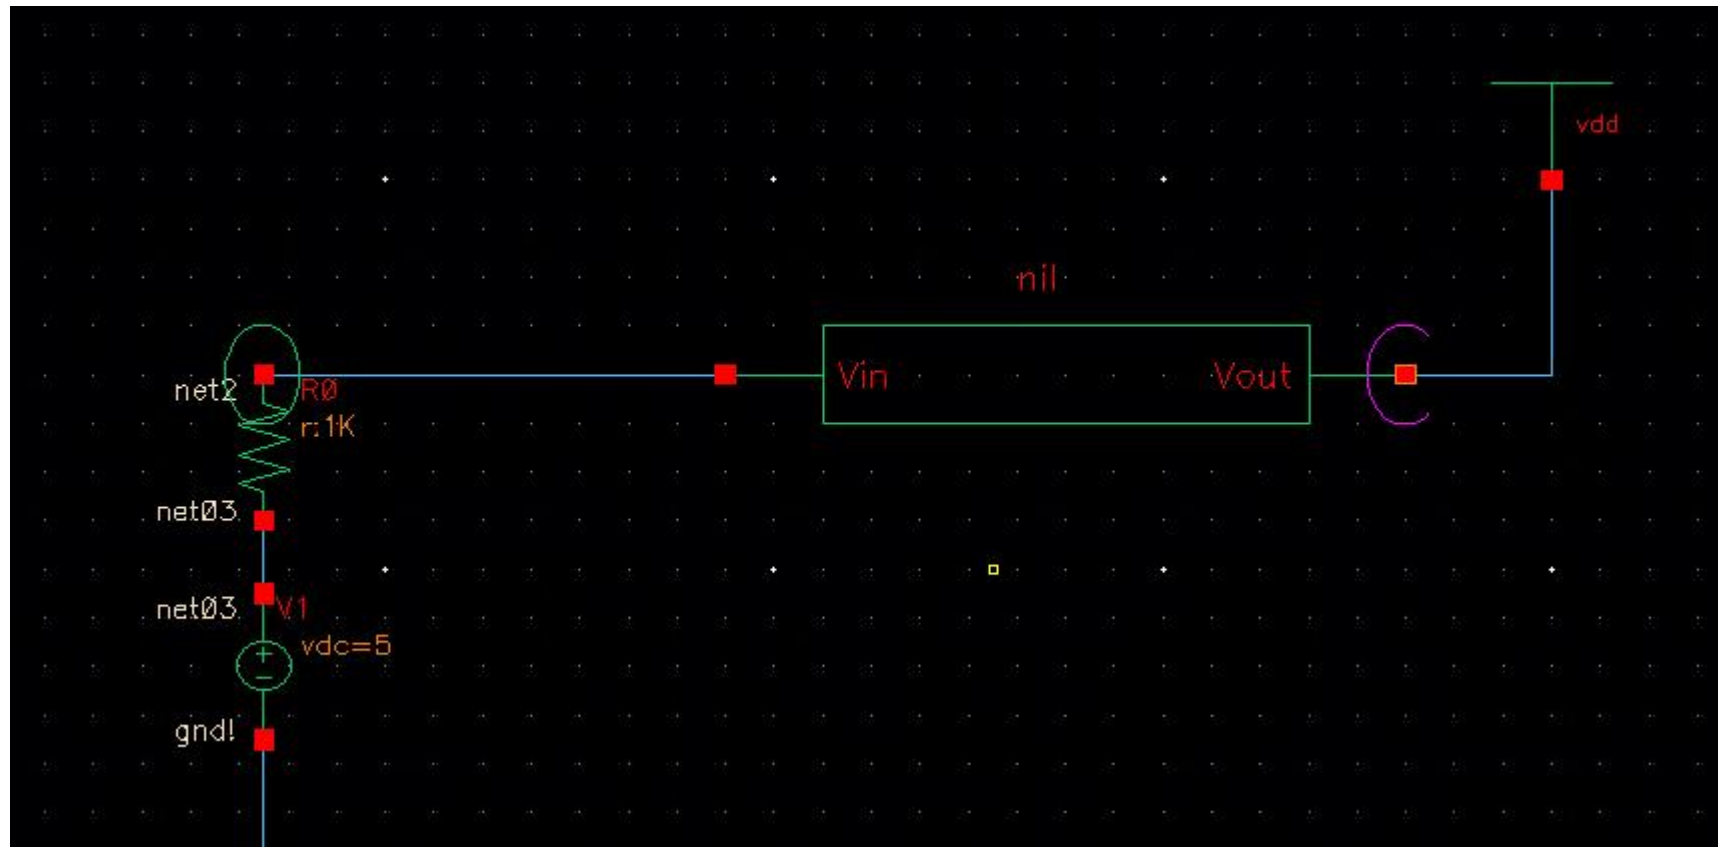 vdd
nil
net2 R0
Vin Vout
r:1K
net03
net03 V1
vdc=5
gnd!